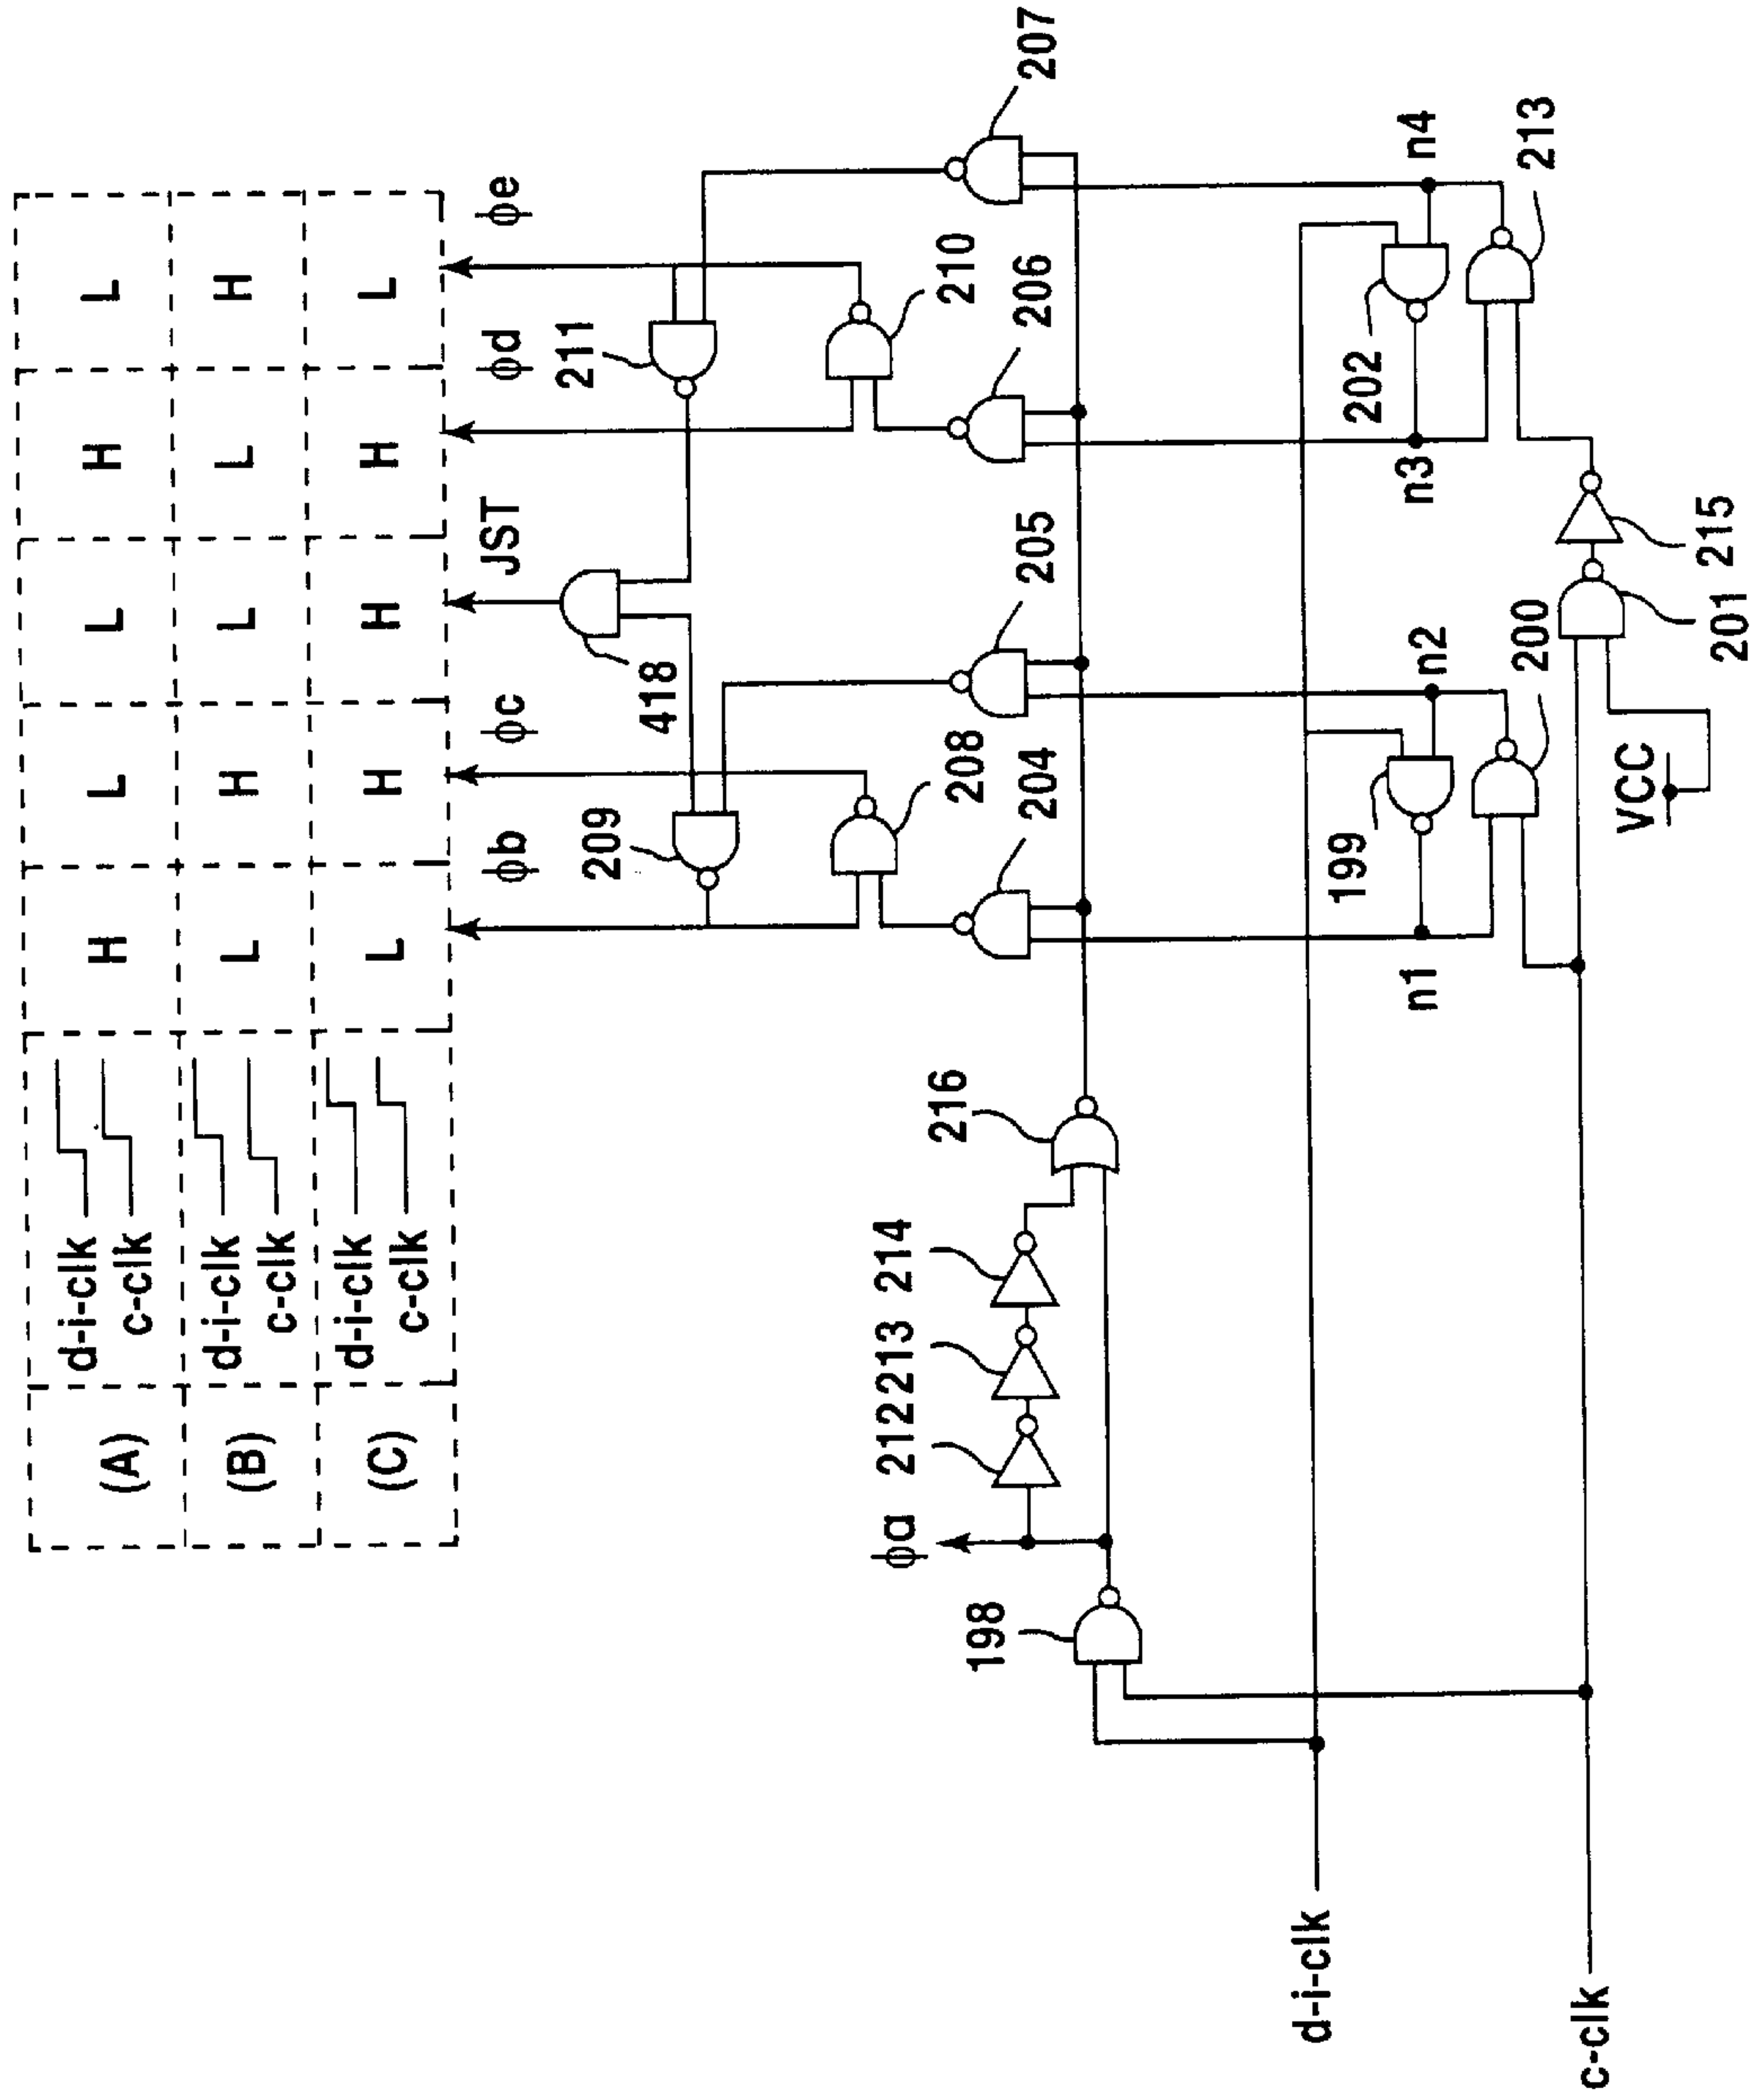 (A) d-i-clk H L L H L
c-clk
(B) d-i-clk L H L L H
c-clk
(C) d-i-clk L H H H L
c-clk
ϕb ϕc JST ϕd ϕe
209
211
418
ϕa
212 213 214
216
208
210
198
204
205
206
207
d-i-clk
199
202
n1
n2
n3
n4
200
213
c-clk
VCC
201
215